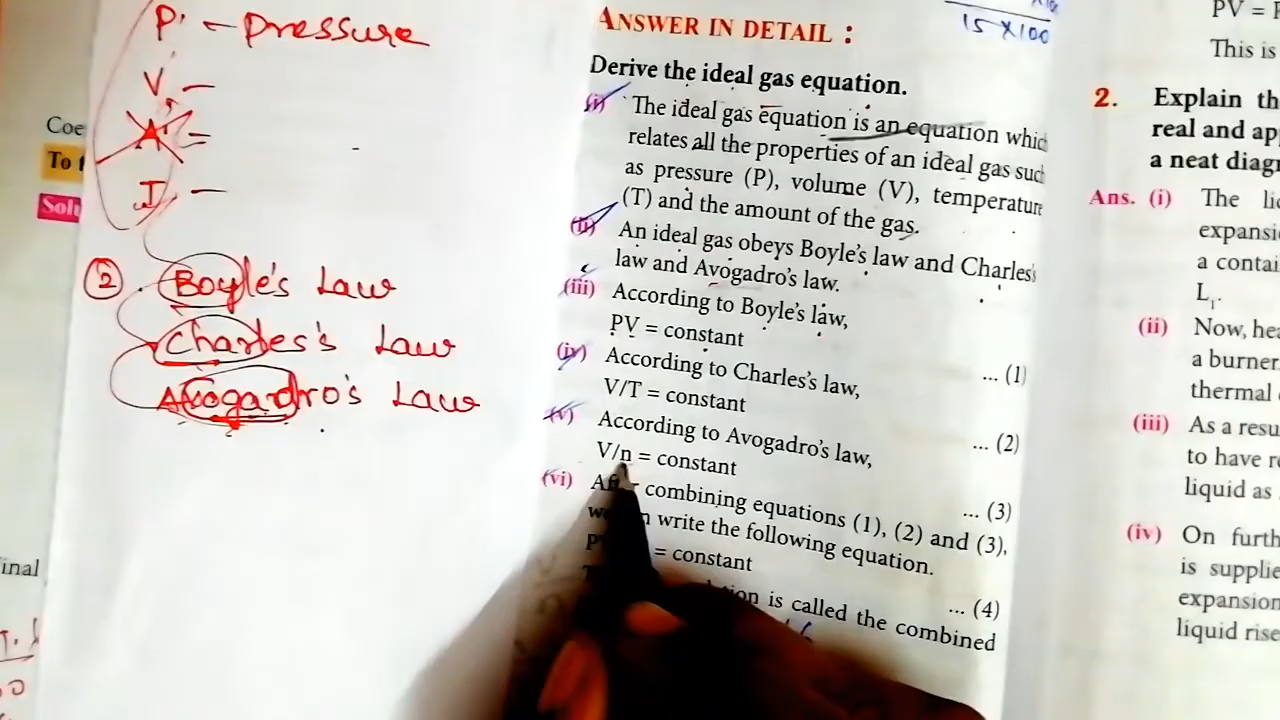 P. – Pressure
V –
A =
T –
② Boyle's Law
Charles's Law
Avogadro's Law
Coe
To f
Solu
inal
15 × 100
ANSWER IN DETAIL :
Derive the ideal gas equation.
(i) The ideal gas equation is an equation which
relates all the properties of an ideal gas such
as pressure (P), volume (V), temperature
(T) and the amount of the gas.
(ii) An ideal gas obeys Boyle's law and Charles's
law and Avogadro's law.
(iii) According to Boyle's law,
PV = constant ... (1)
(iv) According to Charles's law,
V/T = constant ... (2)
(v) According to Avogadro's law,
V/n = constant ... (3)
(vi) combining equations (1), (2) and (3),
write the following equation.
= constant ... (4)
is called the combined
PV =
This is
2. Explain th
real and ap
a neat diag
Ans. (i) The li
expansi
a contai
L₁.
(ii) Now, hea
a burner
thermal
(iii) As a resu
to have r
liquid as
(iv) On furth
is supplie
expansion
liquid rise